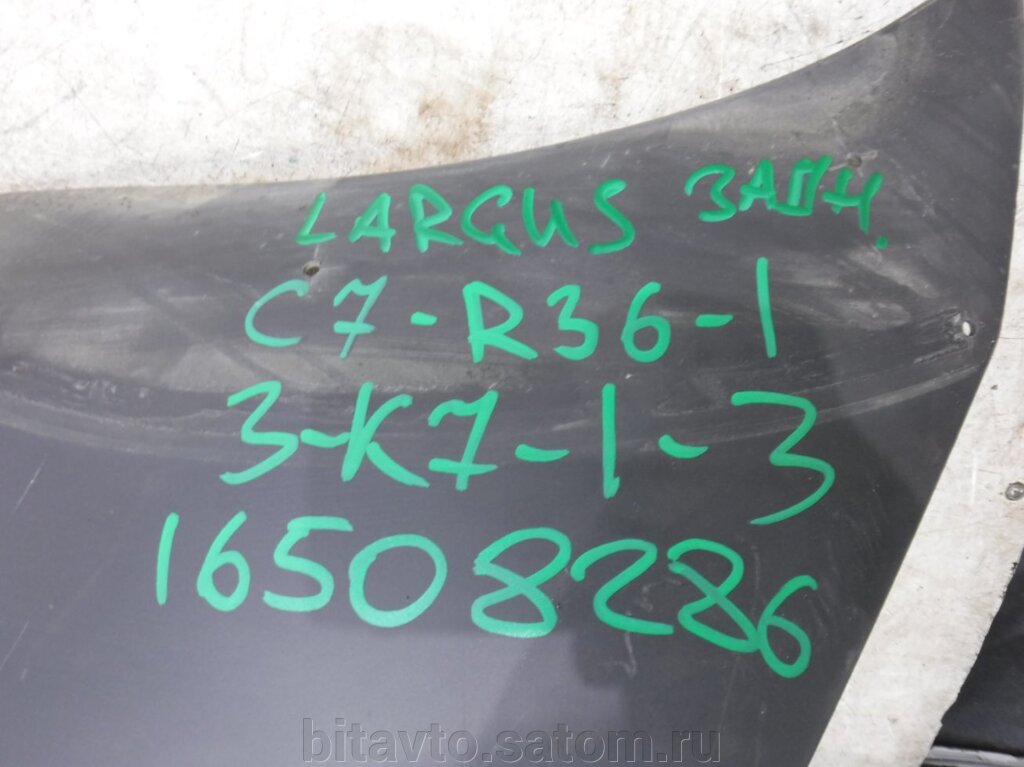 LARGUS ЗАДН.
C7-R36-1
3-K7-1-3
16508286
bitavto.satom.ru